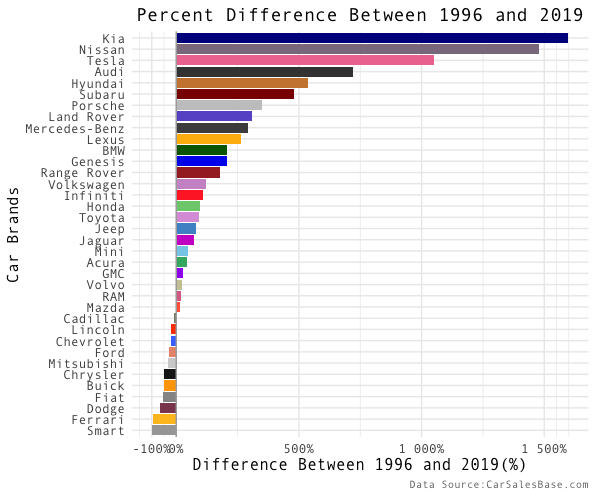 Percent Difference Between 1996 and 2019
Car Brands
Kia
Nissan
Tesla
Audi
Hyundai
Subaru
Porsche
Land Rover
Mercedes-Benz
Lexus
BMW
Genesis
Range Rover
Volkswagen
Infiniti
Honda
Toyota
Jeep
Jaguar
Mini
Acura
GMC
Volvo
RAM
Mazda
Cadillac
Lincoln
Chevrolet
Ford
Mitsubishi
Chrysler
Buick
Fiat
Dodge
Ferrari
Smart
-100% 0% 500% 1 000% 1 500%
Difference Between 1996 and 2019(%)
Data Source:CarSalesBase.com